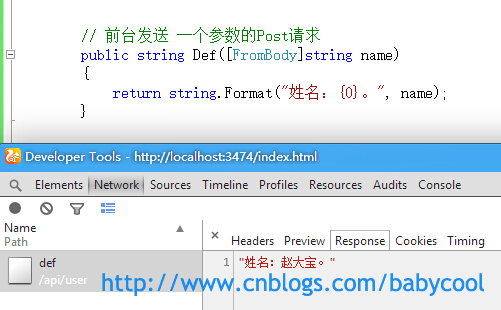 // 前台发送 一个参数的Post请求
public string Def([FromBody]string name)
{
return string.Format("姓名：{0}。", name);
}
Developer Tools - http://localhost:3474/index.html
Elements Network Sources Timeline Profiles Resources Audits Console
Name
Path
× Headers Preview Response Cookies Timing
def
/api/user
1 "姓名：赵大宝。"
http://www.cnblogs.com/babycool